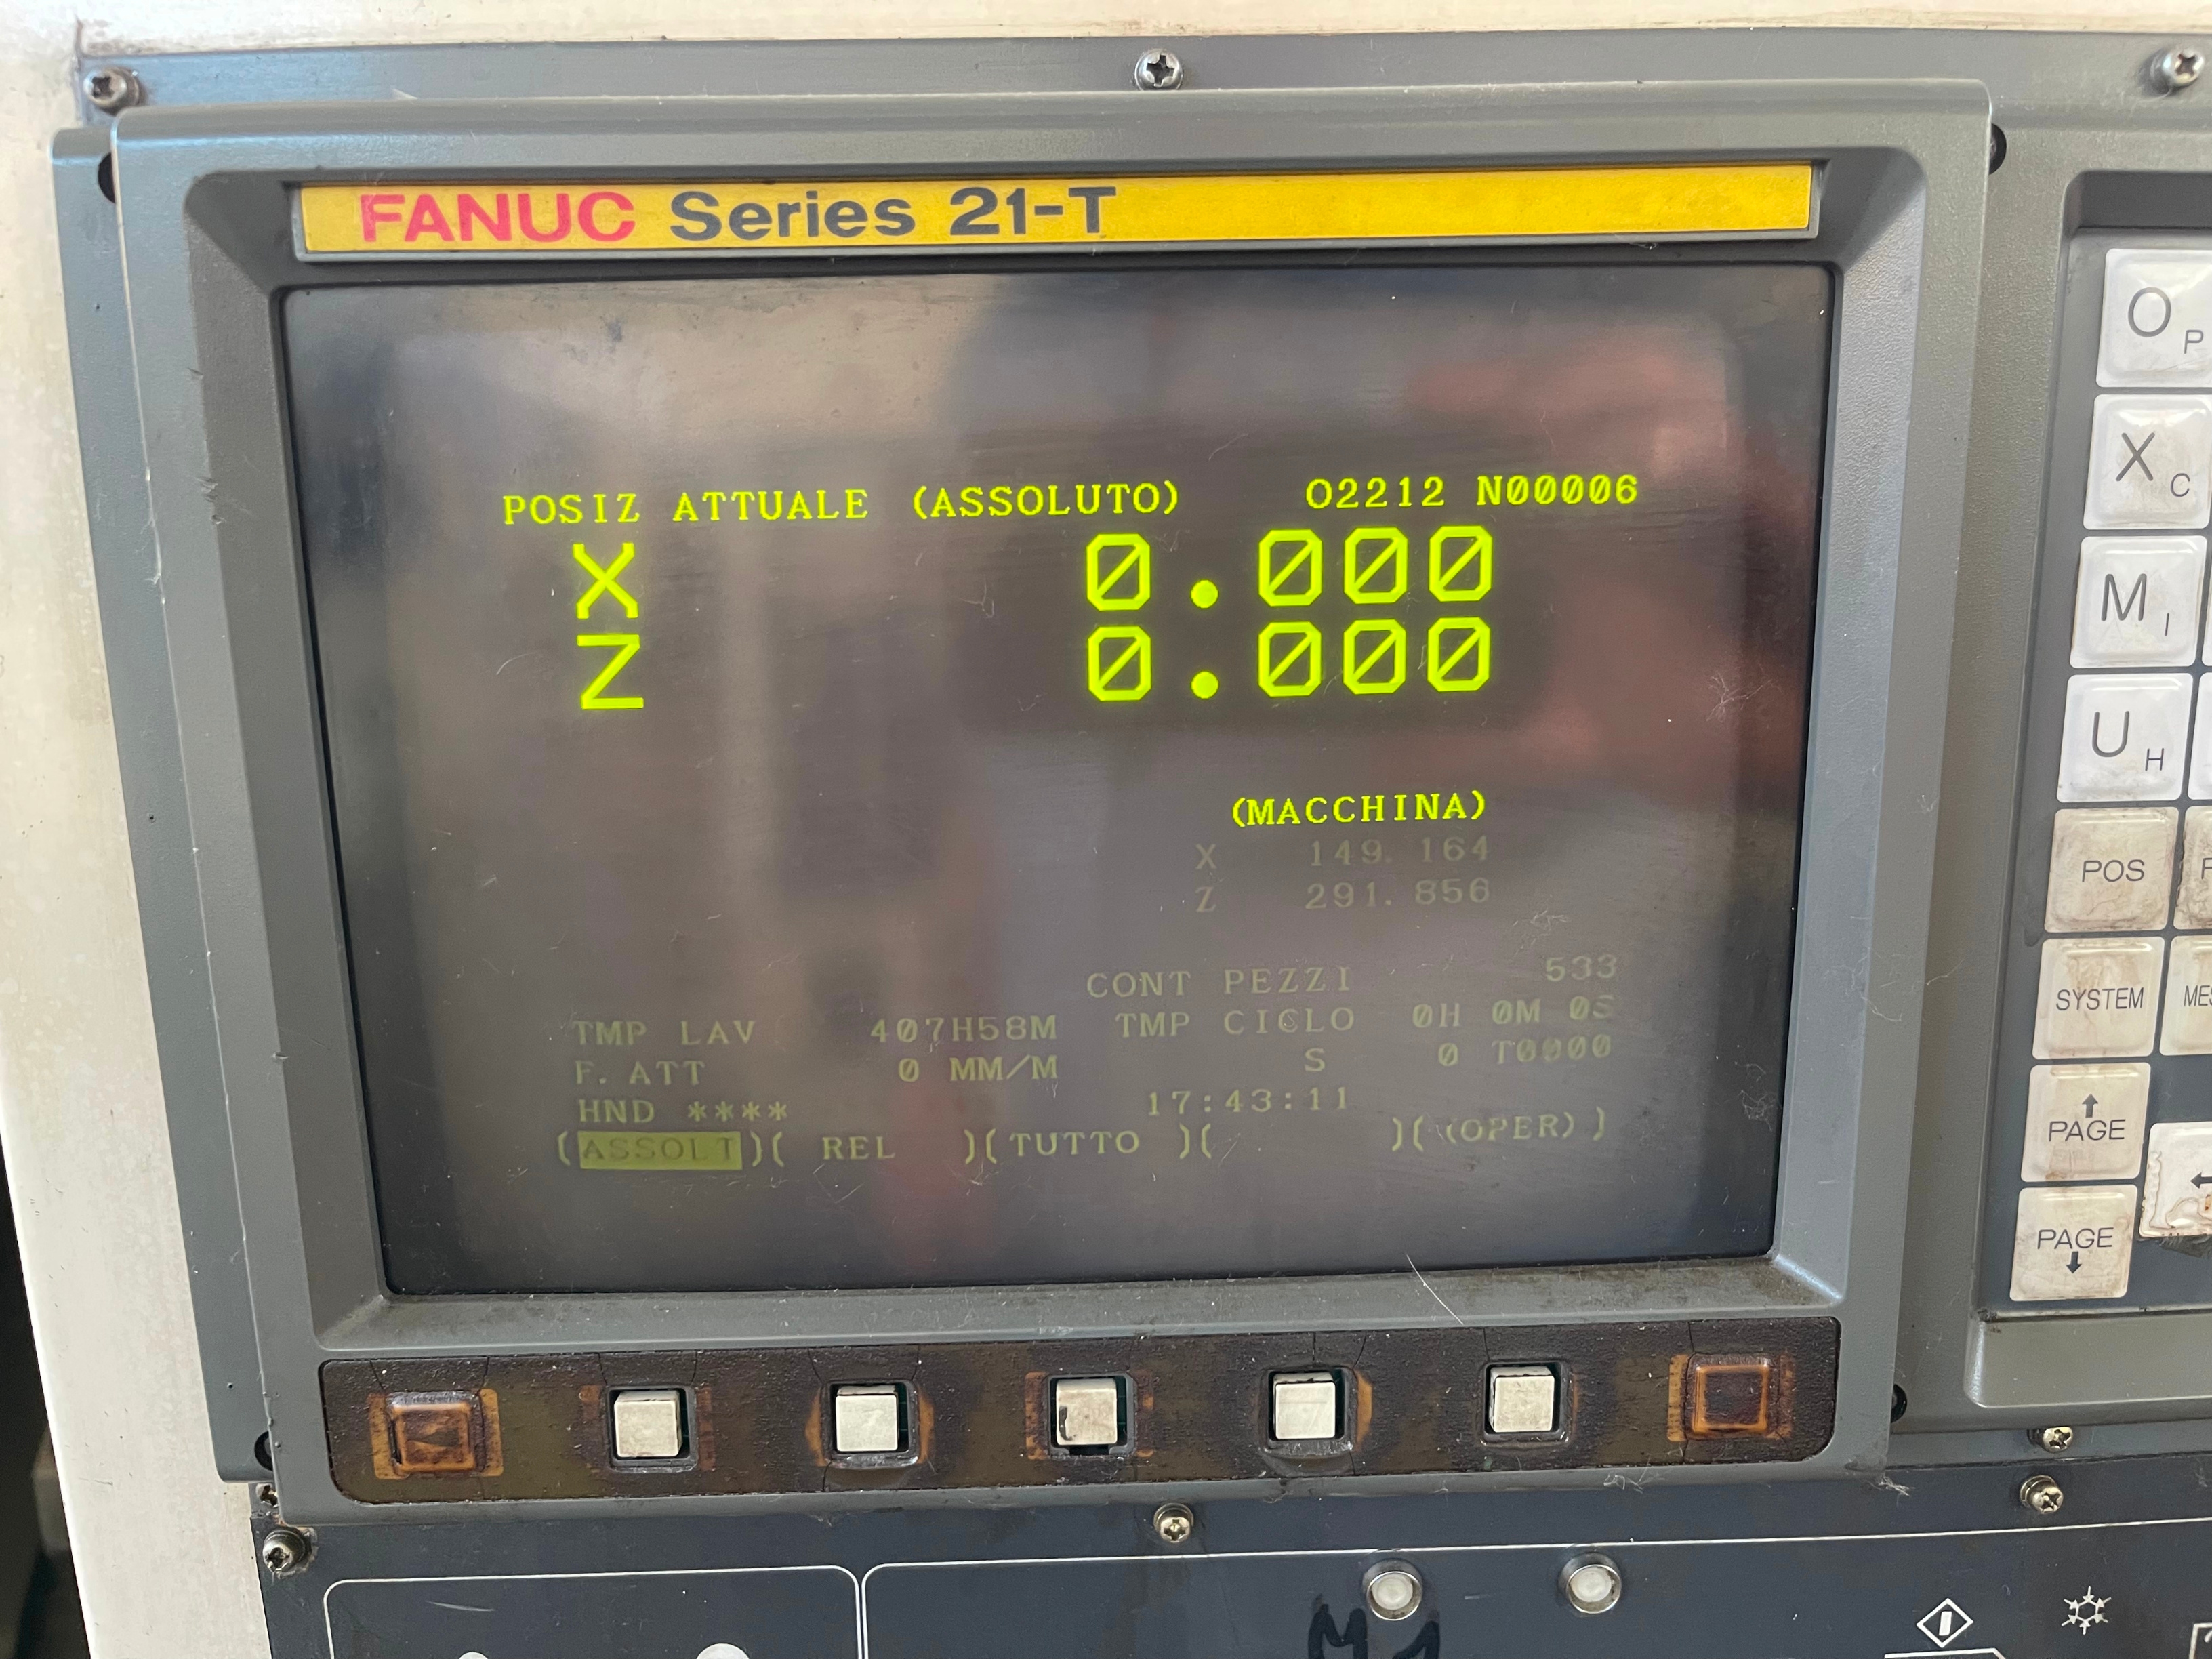 FANUC Series 21-T
POSIZ ATTUALE (ASSOLUTO) O2212 N00006
X 0.000
Z 0.000
(MACCHINA)
X 149.164
Z 291.856
CONT PEZZI 533
TMP LAV 407H58M TMP CICLO 0H 0M 0S
F.ATT 0 MM/M S 0 T0000
HND **** 17:43:11
(ASSOLT)( REL )(TUTTO )( )((OPER))
O P
X C
M I
U H
POS
SYSTEM
PAGE
PAGE